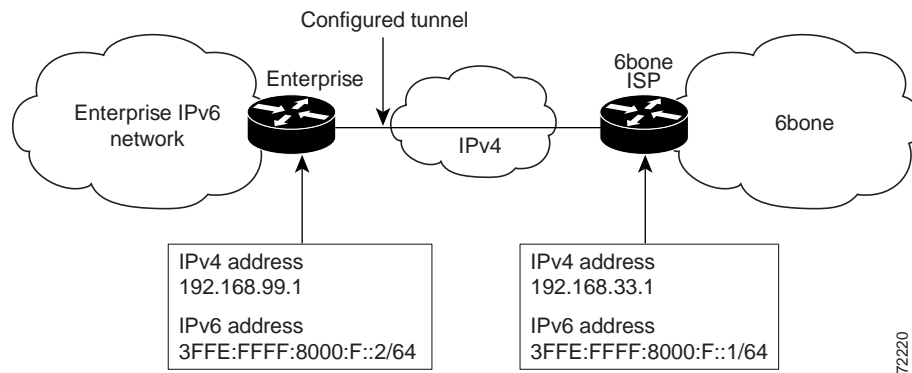 Configured tunnel
Enterprise
6bone
ISP
Enterprise IPv6
network
IPv4
6bone
IPv4 address
192.168.99.1
IPv6 address
3FFE:FFFF:8000:F::2/64
IPv4 address
192.168.33.1
IPv6 address
3FFE:FFFF:8000:F::1/64
72220